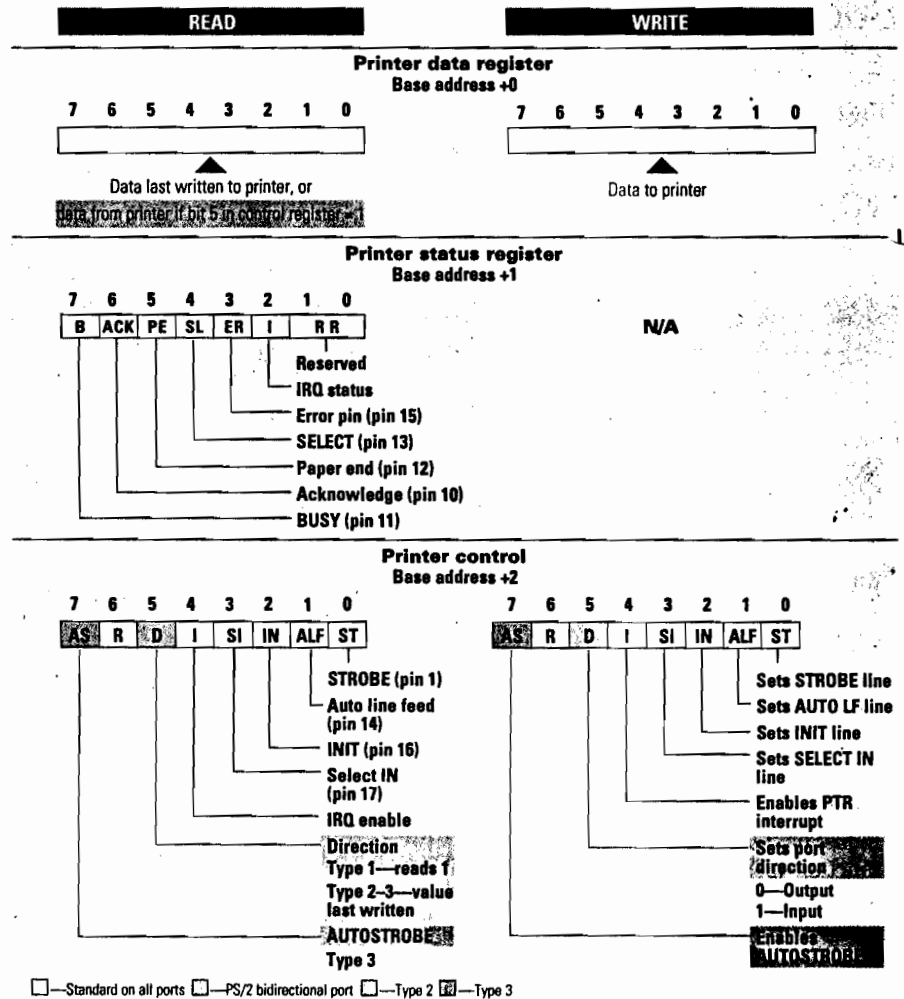 READ WRITE
Printer data register
Base address +0
7 6 5 4 3 2 1 0 7 6 5 4 3 2 1 0
Data last written to printer, or Data to printer
data from printer if bit 5 in control register = 1
Printer status register
Base address +1
7 6 5 4 3 2 1 0
B ACK PE SL ER I R R N/A
Reserved
IRQ status
Error pin (pin 15)
SELECT (pin 13)
Paper end (pin 12)
Acknowledge (pin 10)
BUSY (pin 11)
Printer control
Base address +2
7 6 5 4 3 2 1 0 7 6 5 4 3 2 1 0
AS R D I SI IN ALF ST AS R D I SI IN ALF ST
STROBE (pin 1)
Auto line feed
(pin 14)
INIT (pin 16)
Select IN
(pin 17)
IRQ enable
Direction
Type 1—reads 1
Type 2–3—value
last written
AUTOSTROBE
Type 3
Sets STROBE line
Sets AUTO LF line
Sets INIT line
Sets SELECT IN
line
Enables PTR
interrupt
Sets port
direction
0—Output
1—Input
Enables
AUTOSTROBE
—Standard on all ports —PS/2 bidirectional port —Type 2 —Type 3